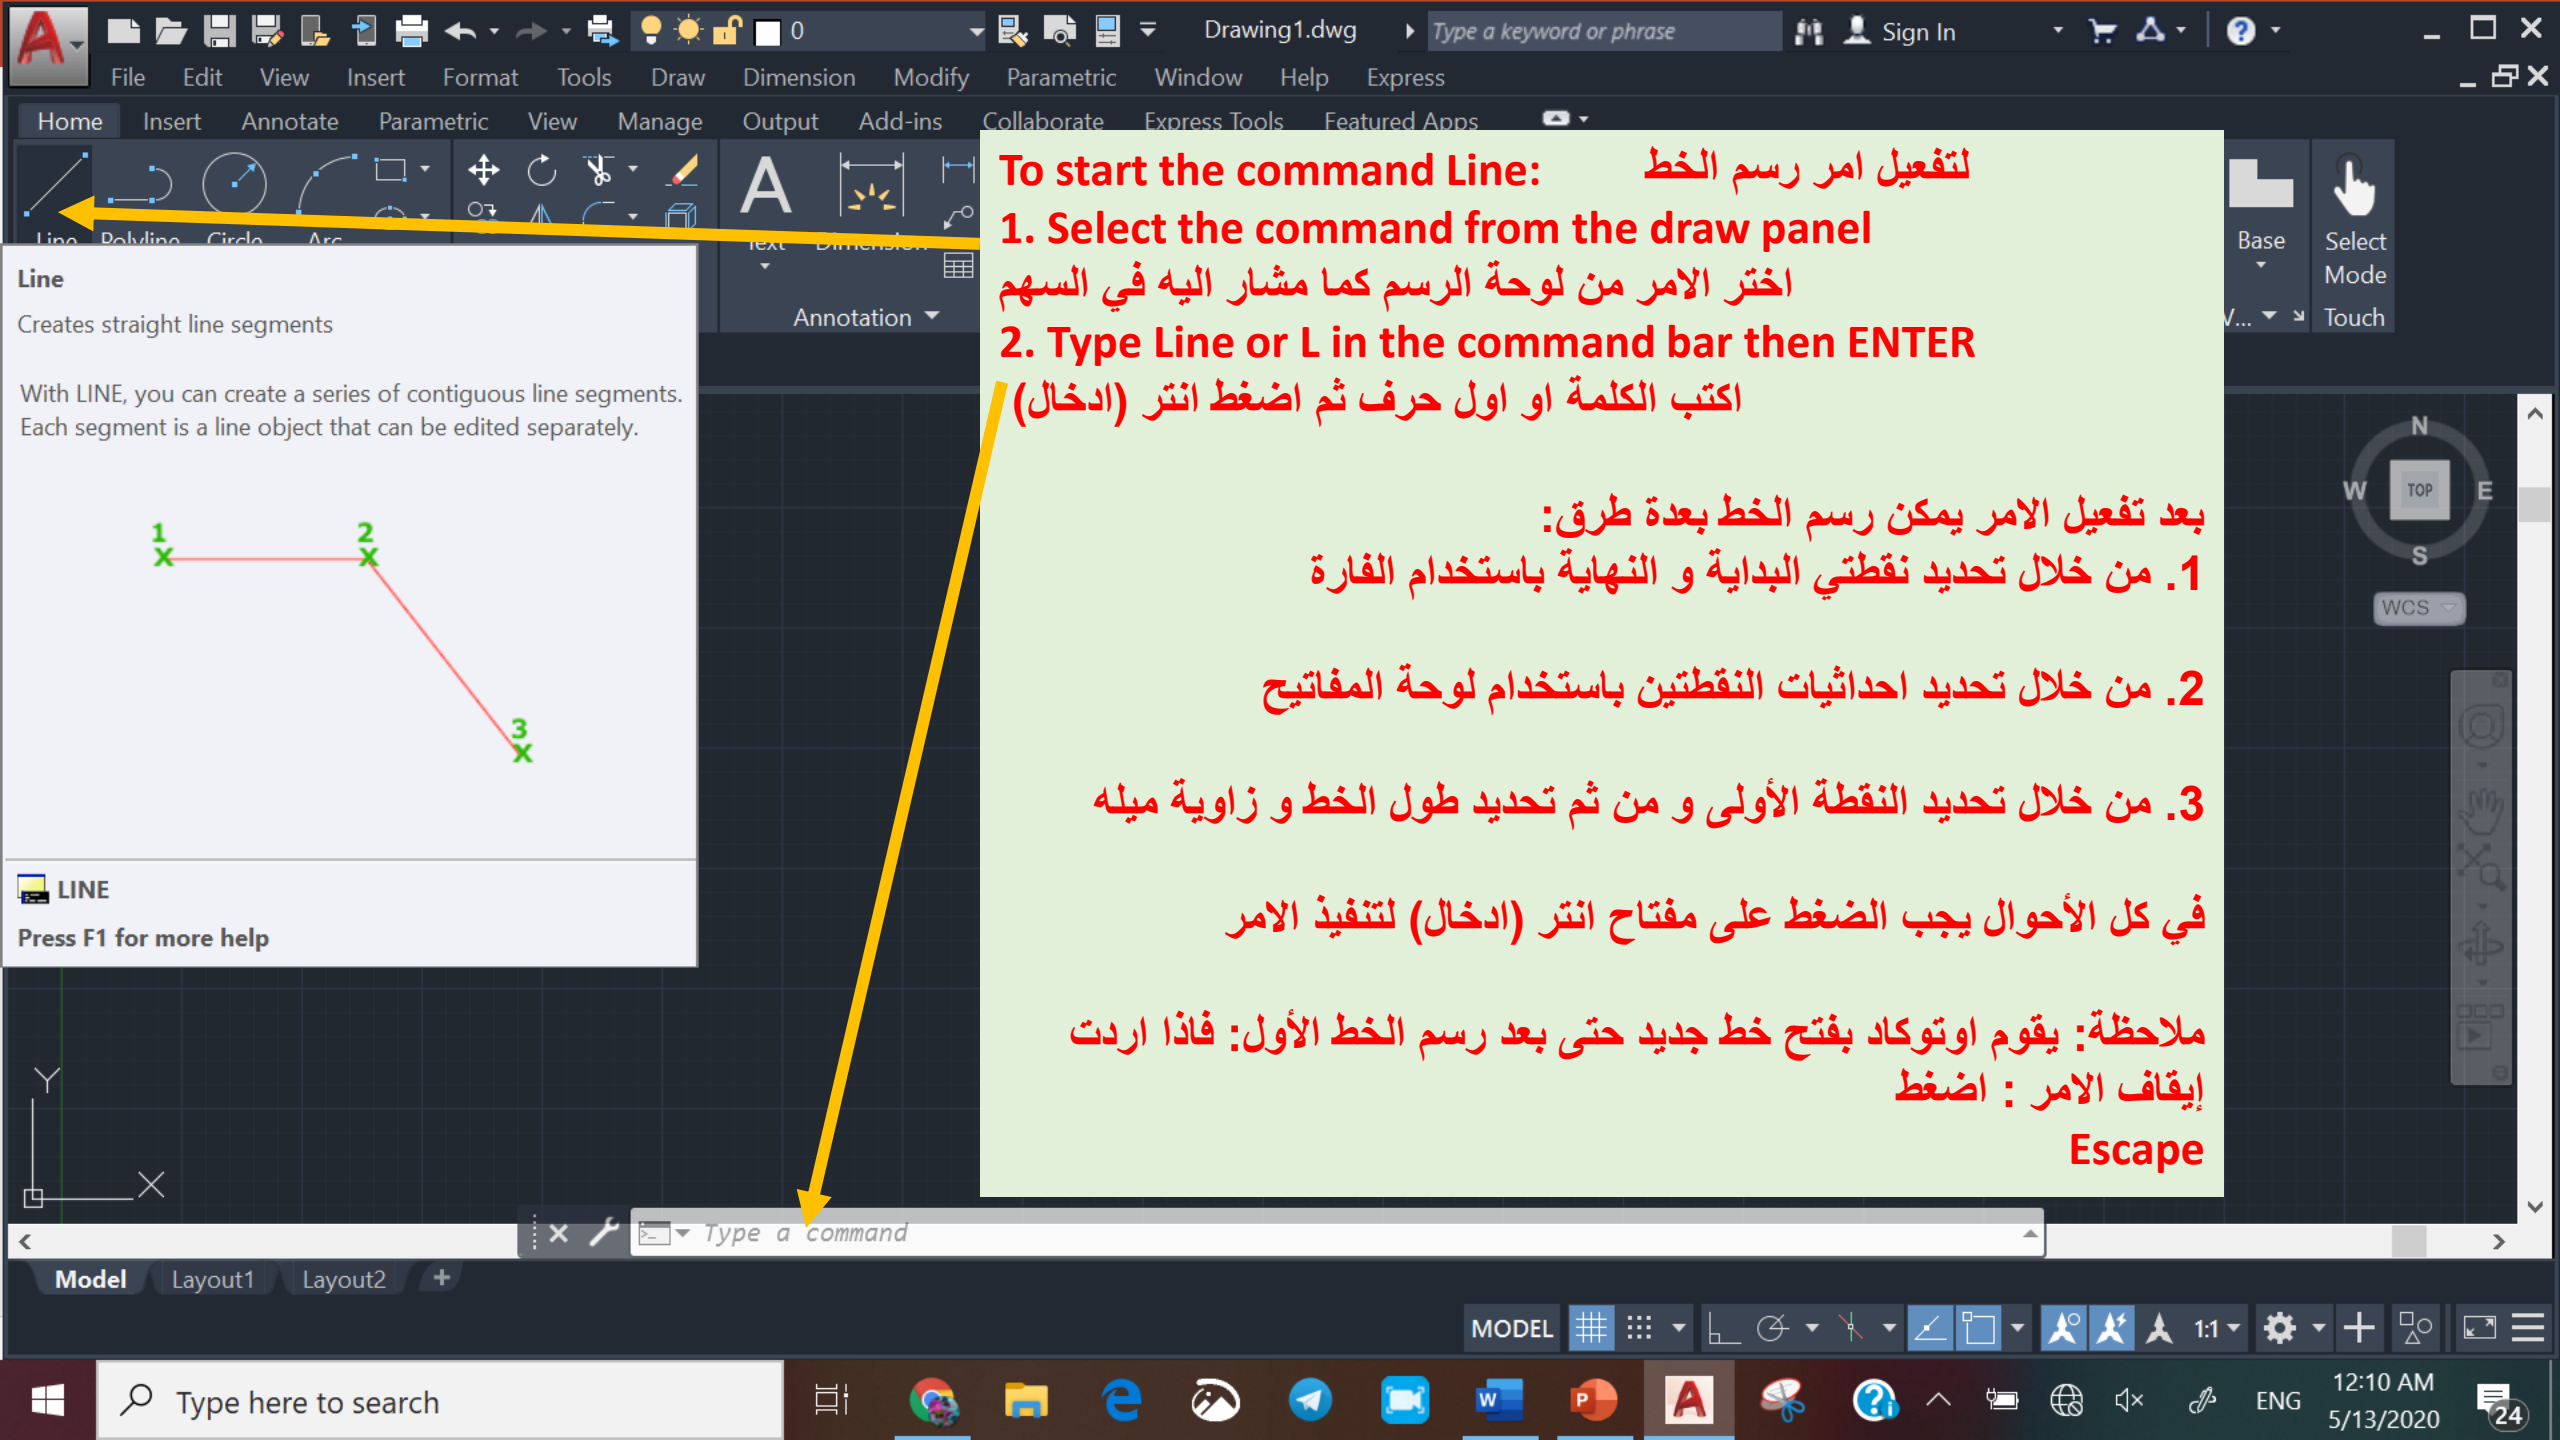 0
Drawing1.dwg
Type a keyword or phrase
Sign In
File Edit View Insert Format Tools Draw Dimension Modify Parametric Window Help Express
Home Insert Annotate Parametric View Manage Output Add-ins Collaborate Express Tools Featured Apps
Line Polyline Circle Arc
Text Dimension
Annotation
Base
Select
Mode
V...
Touch
Line
Creates straight line segments
With LINE, you can create a series of contiguous line segments.
Each segment is a line object that can be edited separately.
1
2
3
LINE
Press F1 for more help
To start the command Line: لتفعيل امر رسم الخط
1. Select the command from the draw panel
اختر الامر من لوحة الرسم كما مشار اليه في السهم
2. Type Line or L in the command bar then ENTER
اكتب الكلمة او اول حرف ثم اضغط انتر (ادخال)
بعد تفعيل الامر يمكن رسم الخط بعدة طرق:
1. من خلال تحديد نقطتي البداية و النهاية باستخدام الفارة
2. من خلال تحديد احداثيات النقطتين باستخدام لوحة المفاتيح
3. من خلال تحديد النقطة الأولى و من ثم تحديد طول الخط و زاوية ميله
في كل الأحوال يجب الضغط على مفتاح انتر (ادخال) لتنفيذ الامر
ملاحظة: يقوم اوتوكاد بفتح خط جديد حتى بعد رسم الخط الأول: فاذا اردت
إيقاف الامر : اضغط
Escape
N
W
TOP
E
S
WCS
Y
X
Type a command
Model Layout1 Layout2 +
MODEL
1:1
Type here to search
ENG
12:10 AM
5/13/2020
24